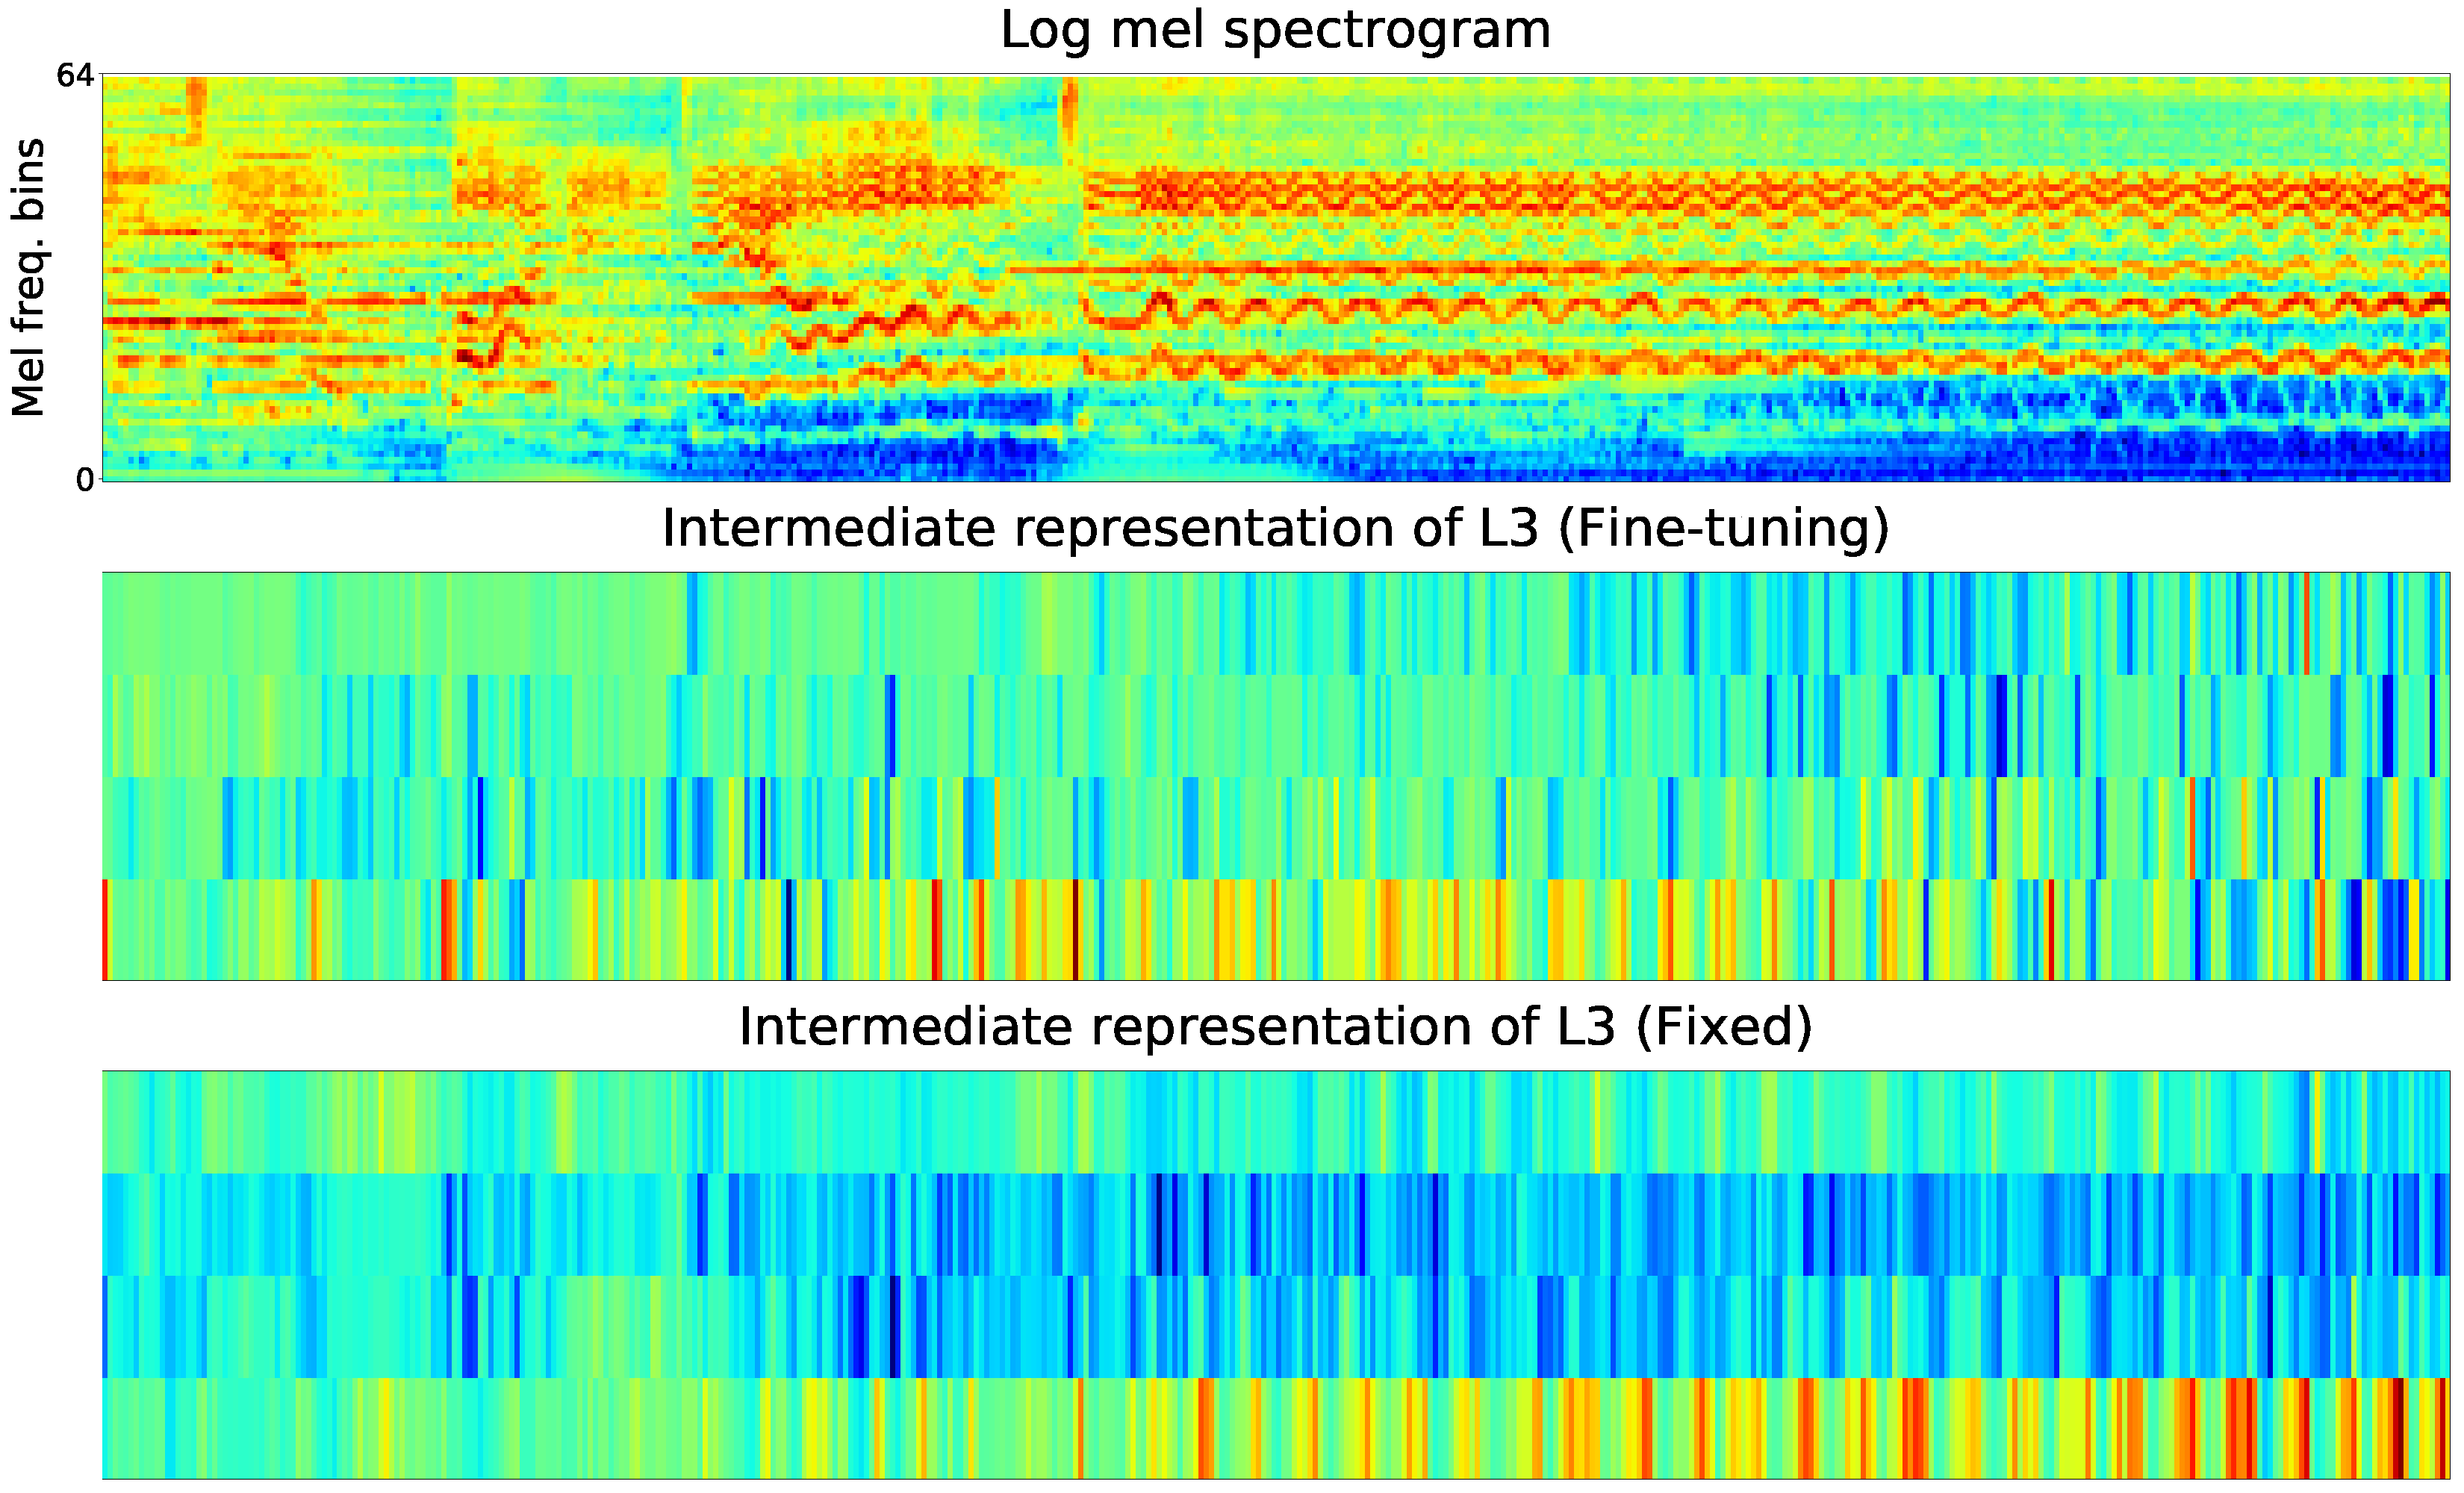 Log mel spectrogram
64
Mel freq. bins
0
Intermediate representation of L3 (Fine-tuning)
Intermediate representation of L3 (Fixed)